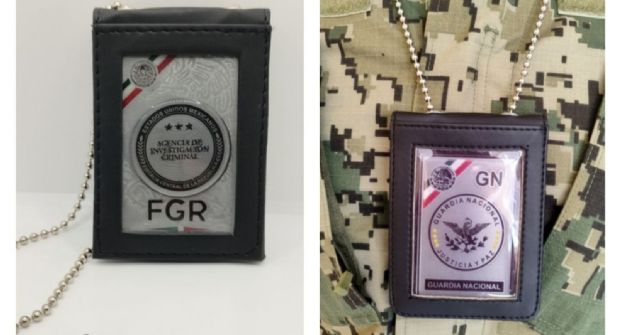 ESTADOS UNIDOS MEXICANOS
AGENCIA DE
INVESTIGACIÓN
CRIMINAL
FGR
GN
GUARDIA NACIONAL
JUSTICIA Y PAZ
GUARDIA NACIONAL